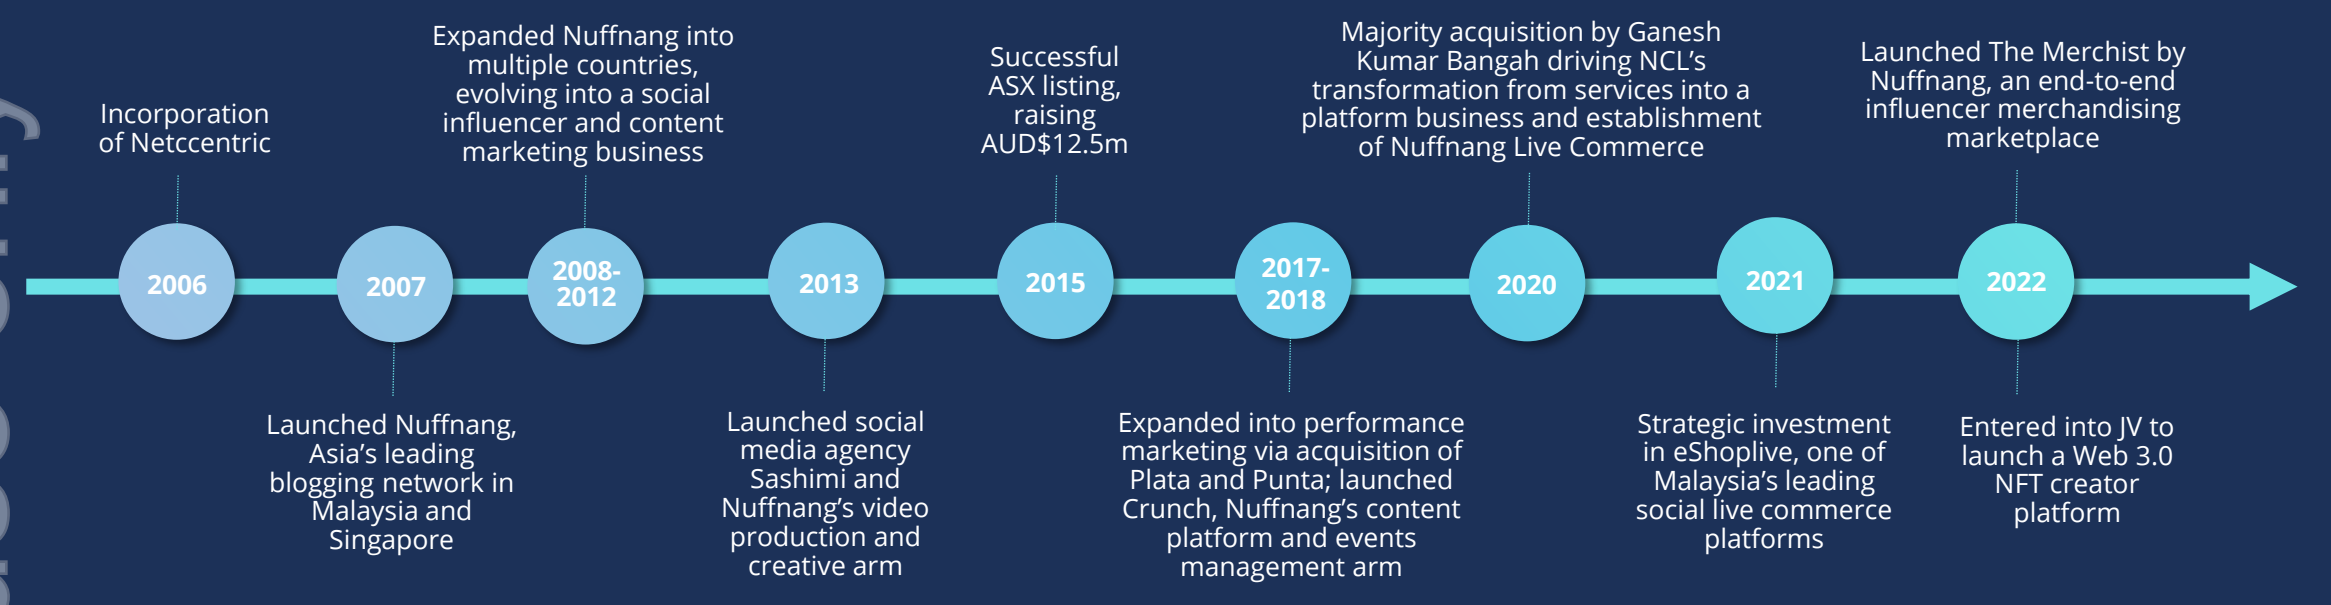 Incorporation
of Netccentric
2006
2007
Launched Nuffnang,
Asia's leading
blogging network in
Malaysia and
Singapore
Expanded Nuffnang into
multiple countries,
evolving into a social
influencer and content
marketing business
2008-
2012
2013
Launched social
media agency
Sashimi and
Nuffnang's video
production and
creative arm
Successful
ASX listing,
raising
AUD$12.5m
2015
2017-
2018
Expanded into performance
marketing via acquisition of
Plata and Punta; launched
Crunch, Nuffnang's content
platform and events
management arm
Majority acquisition by Ganesh
Kumar Bangah driving NCL's
transformation from services into a
platform business and establishment
of Nuffnang Live Commerce
2020
2021
Strategic investment
in eShoplive, one of
Malaysia's leading
social live commerce
platforms
Launched The Merchist by
Nuffnang, an end-to-end
influencer merchandising
marketplace
2022
Entered into JV to
launch a Web 3.0
NFT creator
platform